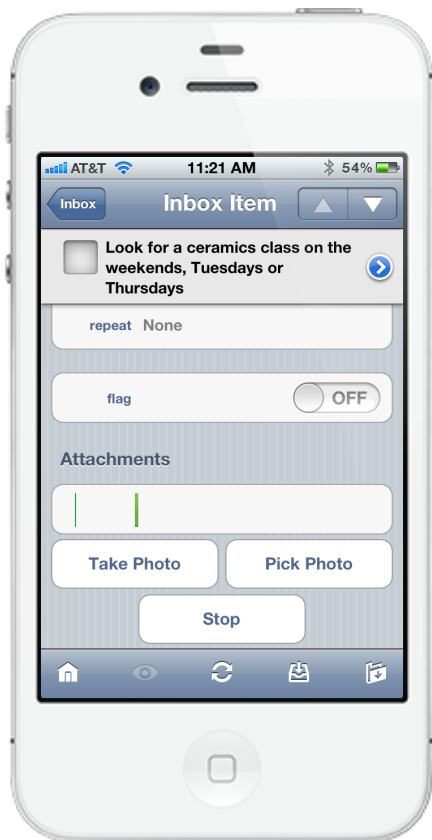 AT&T 11:21 AM 54%
Inbox Inbox Item
Look for a ceramics class on the
weekends, Tuesdays or
Thursdays
repeat None
flag OFF
Attachments
Take Photo Pick Photo
Stop